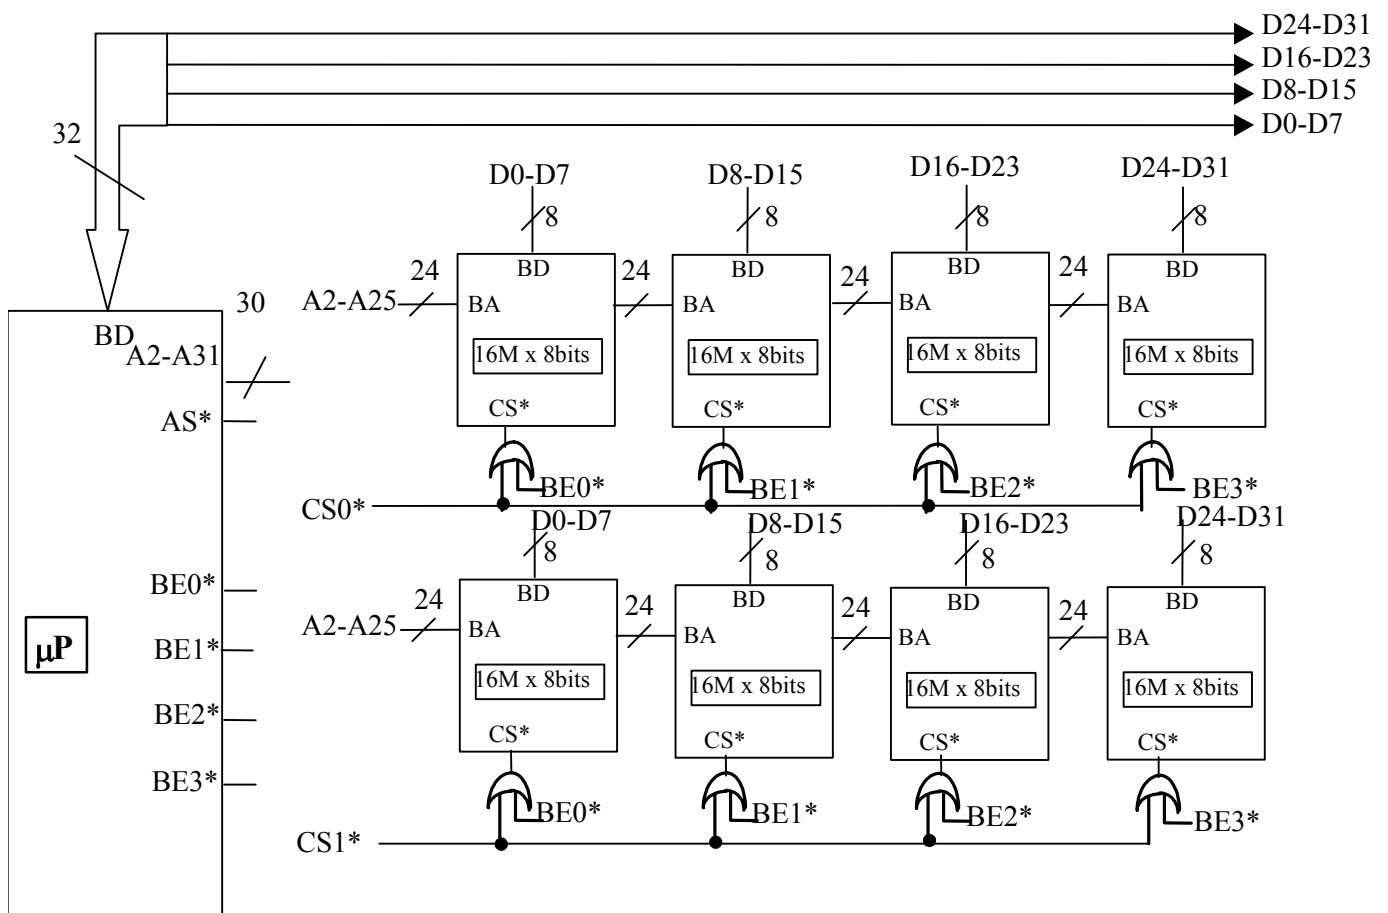 D24-D31
D16-D23
D8-D15
D0-D7
32
D0-D7 D8-D15 D16-D23 D24-D31
8 8 8 8
24 BD 24 BD 24 BD 24 BD
A2-A25 BA BA BA BA
30
BD
A2-A31
16M x 8bits 16M x 8bits 16M x 8bits 16M x 8bits
CS* CS* CS* CS*
AS*
BE0* BE1* BE2* BE3*
CS0*
D0-D7 D8-D15 D16-D23 D24-D31
8 8 8 8
BE0*
24 BD 24 BD 24 BD 24 BD
A2-A25 BA BA BA BA
µP
BE1*
16M x 8bits 16M x 8bits 16M x 8bits 16M x 8bits
BE2*
CS* CS* CS* CS*
BE3*
BE0* BE1* BE2* BE3*
CS1*